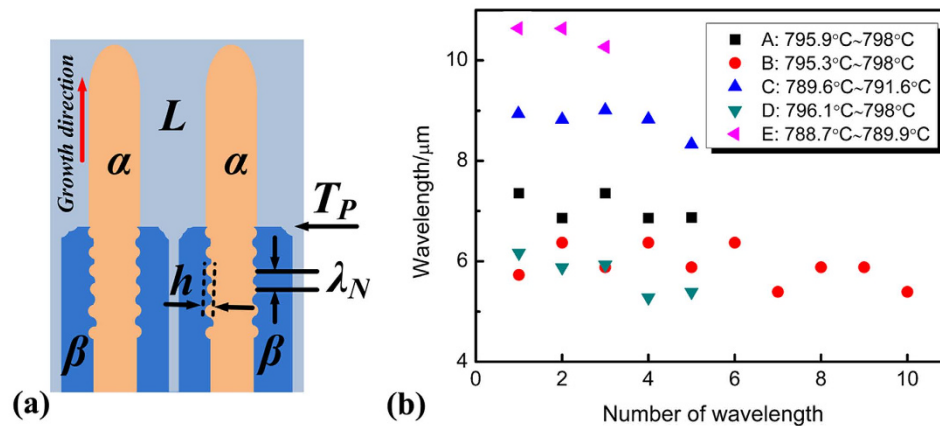 Growth direction
L
α
α
T_P
h
λ_N
β
β
(a)
Wavelength/μm
10
8
6
4
0
2
4
6
8
10
Number of wavelength
A: 795.9°C~798°C
B: 795.3°C~798°C
C: 789.6°C~791.6°C
D: 796.1°C~798°C
E: 788.7°C~789.9°C
(b)